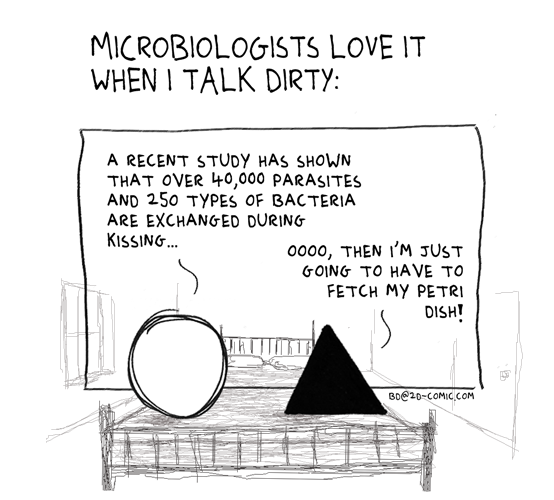 MICROBIOLOGISTS LOVE IT
WHEN I TALK DIRTY:
A RECENT STUDY HAS SHOWN
THAT OVER 40,000 PARASITES
AND 250 TYPES OF BACTERIA
ARE EXCHANGED DURING
KISSING...
OOOO, THEN I'M JUST
GOING TO HAVE TO
FETCH MY PETRI
DISH!
BD@2D-COMIC.COM